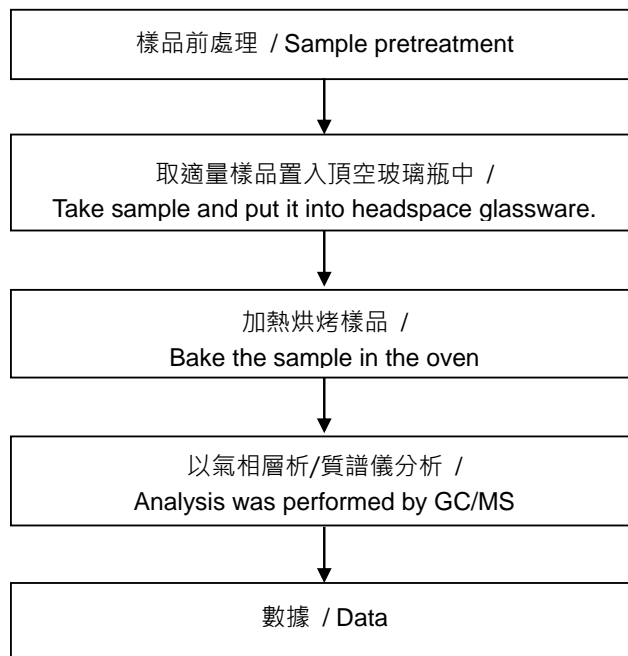 樣品前處理 / Sample pretreatment
取適量樣品置入頂空玻璃瓶中 /
Take sample and put it into headspace glassware.
加熱烘烤樣品 /
Bake the sample in the oven
以氣相層析/質譜儀分析 /
Analysis was performed by GC/MS
數據 / Data